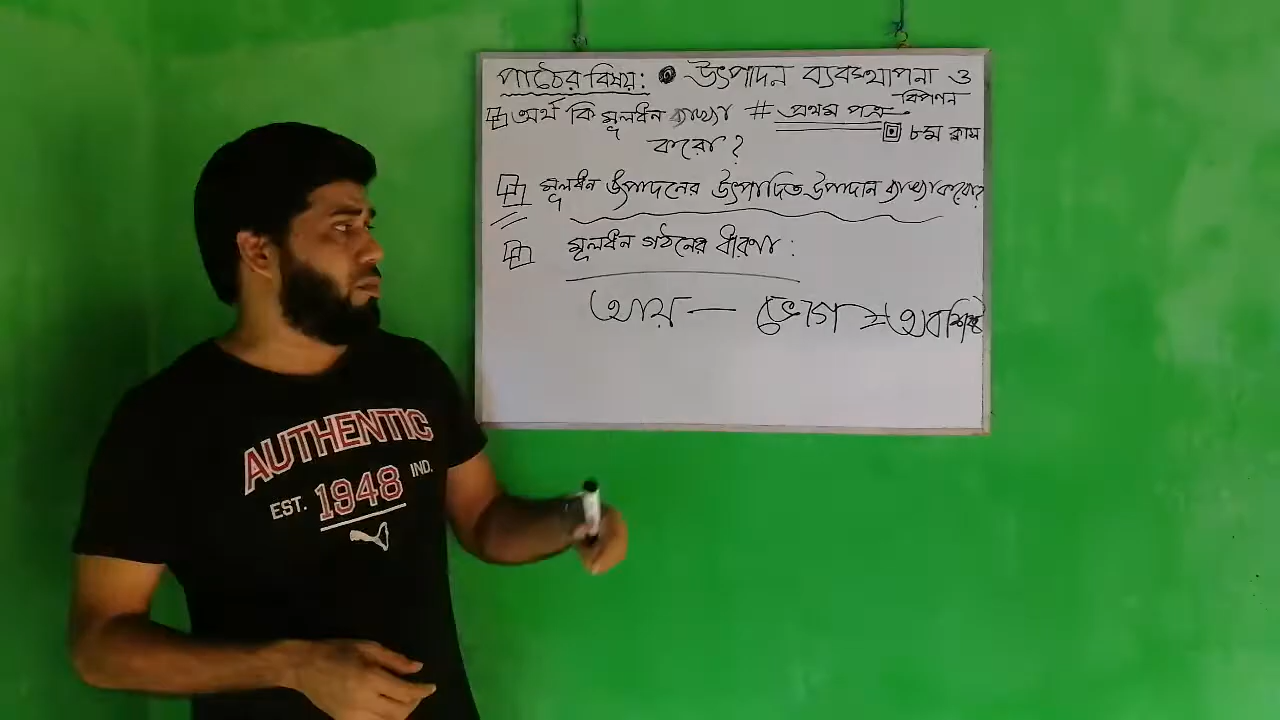 পাঠের বিষয়: উৎপাদন ব্যবস্থাপনা ও
বিপণন
অর্থ কি মূলধন ব্যাখ্যা # প্রথম পত্র
করো?
৮ম ক্লাস
মূলধন উৎপাদনের উৎপাদিত উপাদান ব্যাখ্যা করো?
মূলধন গঠনের ধারণা:
আয় — ভোগ = অবশিষ্ট
AUTHENTIC
EST. 1948 IND.